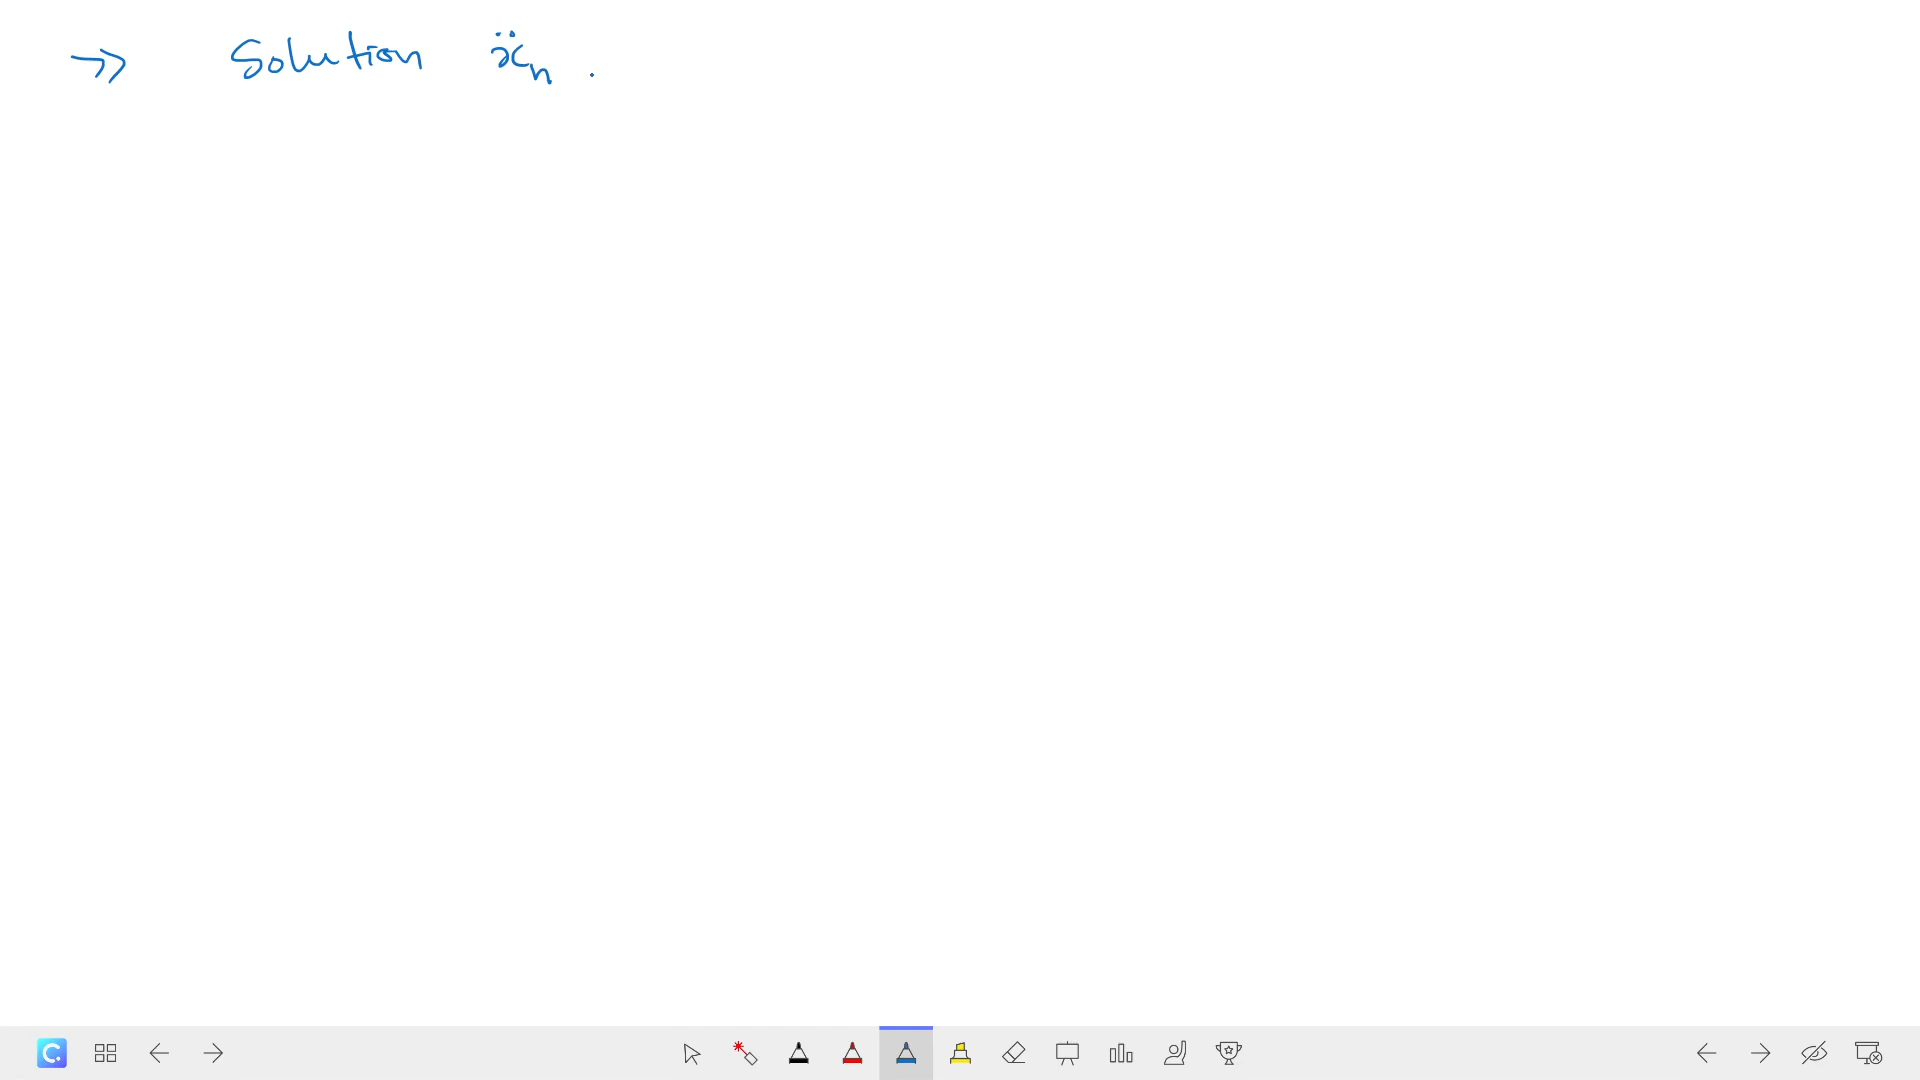 →> Solution ẍₙ .